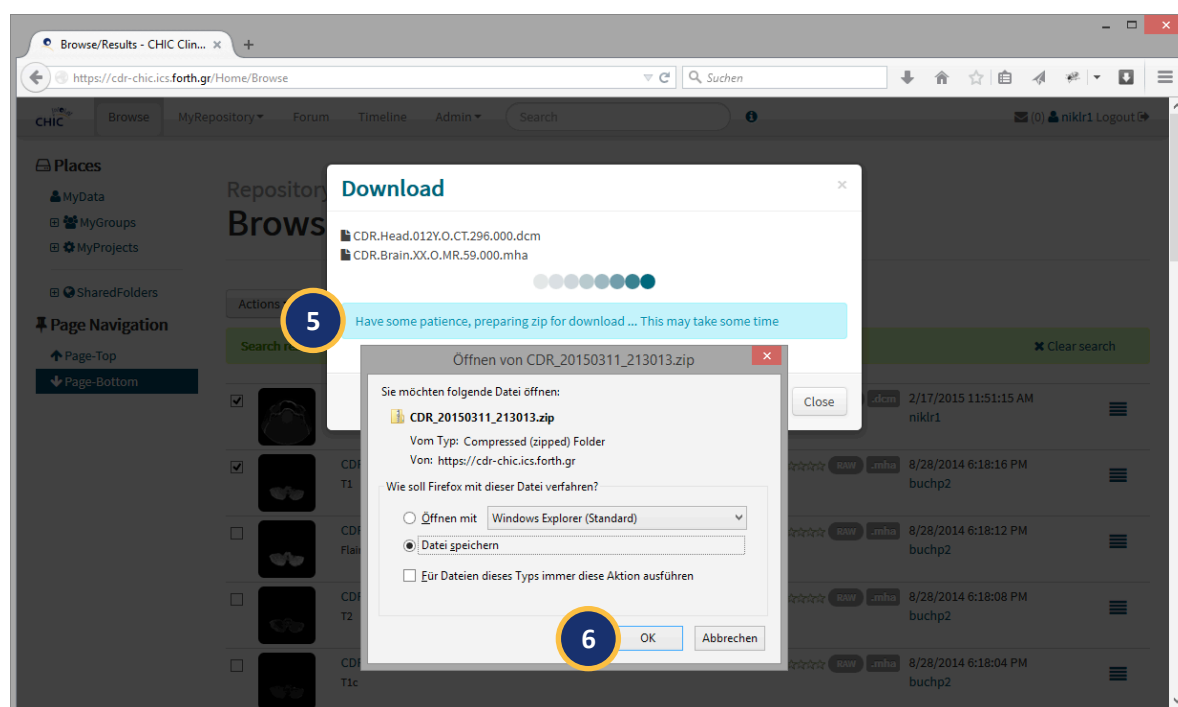 Browse/Results - CHIC Clin...
https://cdr-chic.ics.forth.gr/Home/Browse
Suchen
CHIC
Browse
MyRepository
Forum
Timeline
Admin
Search
(0) niklr1 Logout
Places
MyData
MyGroups
MyProjects
SharedFolders
Page Navigation
Page-Top
Page-Bottom
Repository
Brows
Actions
Search re
Clear search
Download
CDR.Head.012Y.O.CT.296.000.dcm
CDR.Brain.XX.O.MR.59.000.mha
5
Have some patience, preparing zip for download ... This may take some time
Close
Öffnen von CDR_20150311_213013.zip
Sie möchten folgende Datei öffnen:
CDR_20150311_213013.zip
Vom Typ: Compressed (zipped) Folder
Von: https://cdr-chic.ics.forth.gr
Wie soll Firefox mit dieser Datei verfahren?
Öffnen mit Windows Explorer (Standard)
Datei speichern
Für Dateien dieses Typs immer diese Aktion ausführen
6
OK
Abbrechen
.dcm 2/17/2015 11:51:15 AM
niklr1
CDR
T1
RAW .mha 8/28/2014 6:18:16 PM
buchp2
CDR
Flair
RAW .mha 8/28/2014 6:18:12 PM
buchp2
CDR
T2
RAW .mha 8/28/2014 6:18:08 PM
buchp2
CDR
T1c
RAW .mha 8/28/2014 6:18:04 PM
buchp2